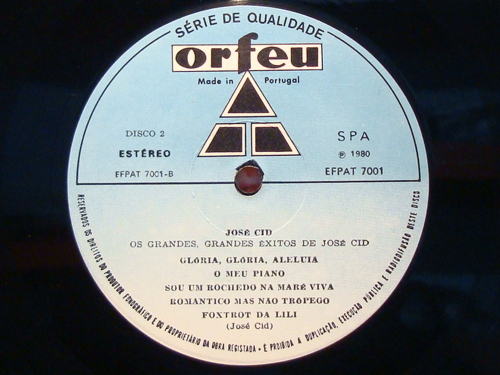 SÉRIE DE QUALIDADE
orfeu
Made in Portugal
DISCO 2
ESTÉREO
EFPAT 7001-B
SPA
℗ 1980
EFPAT 7001
JOSÉ CID
OS GRANDES, GRANDES ÊXITOS DE JOSÉ CID
GLÓRIA, GLÓRIA, ALELUIA
O MEU PIANO
SOU UM ROCHEDO NA MARÉ VIVA
ROMANTICO MAS NÃO TRÔPEGO
FOXTROT DA LILI
(José Cid)
RESERVADOS OS DIREITOS DO PRODUTOR FONOGRÁFICO E DO PROPRIETÁRIO DA OBRA REGISTADA - É PROIBIDA A DUPLICAÇÃO, EXECUÇÃO PÚBLICA E RADIODIFUSÃO DESTE DISCO